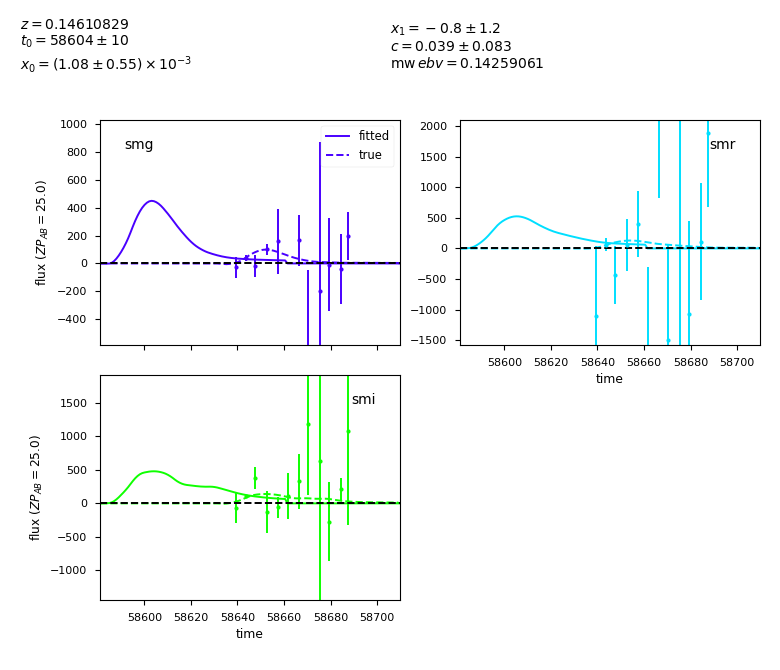 z = 0.14610829
t₀ = 58604 ± 10
x₀ = (1.08 ± 0.55) × 10⁻³
x₁ = −0.8 ± 1.2
c = 0.039 ± 0.083
mwebv = 0.14259061
smg
fitted
true
1000
800
600
400
200
0
−200
−400
flux (ZP_AB = 25.0)
smr
2000
1500
1000
500
0
−500
−1000
−1500
58600 58620 58640 58660 58680 58700
time
smi
1500
1000
500
0
−500
−1000
flux (ZP_AB = 25.0)
58600 58620 58640 58660 58680 58700
time